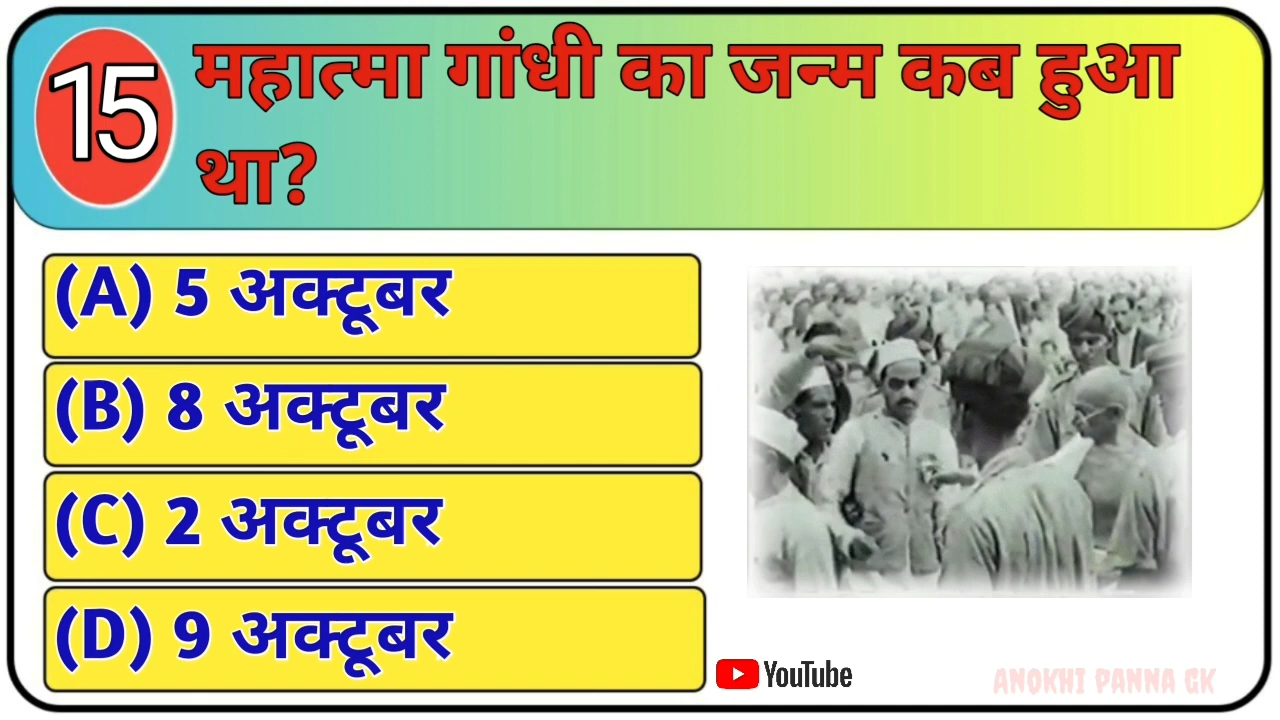 15
महात्मा गांधी का जन्म कब हुआ
था?
(A) 5 अक्टूबर
(B) 8 अक्टूबर
(C) 2 अक्टूबर
(D) 9 अक्टूबर
YouTube
ANOKHI PANNA GK